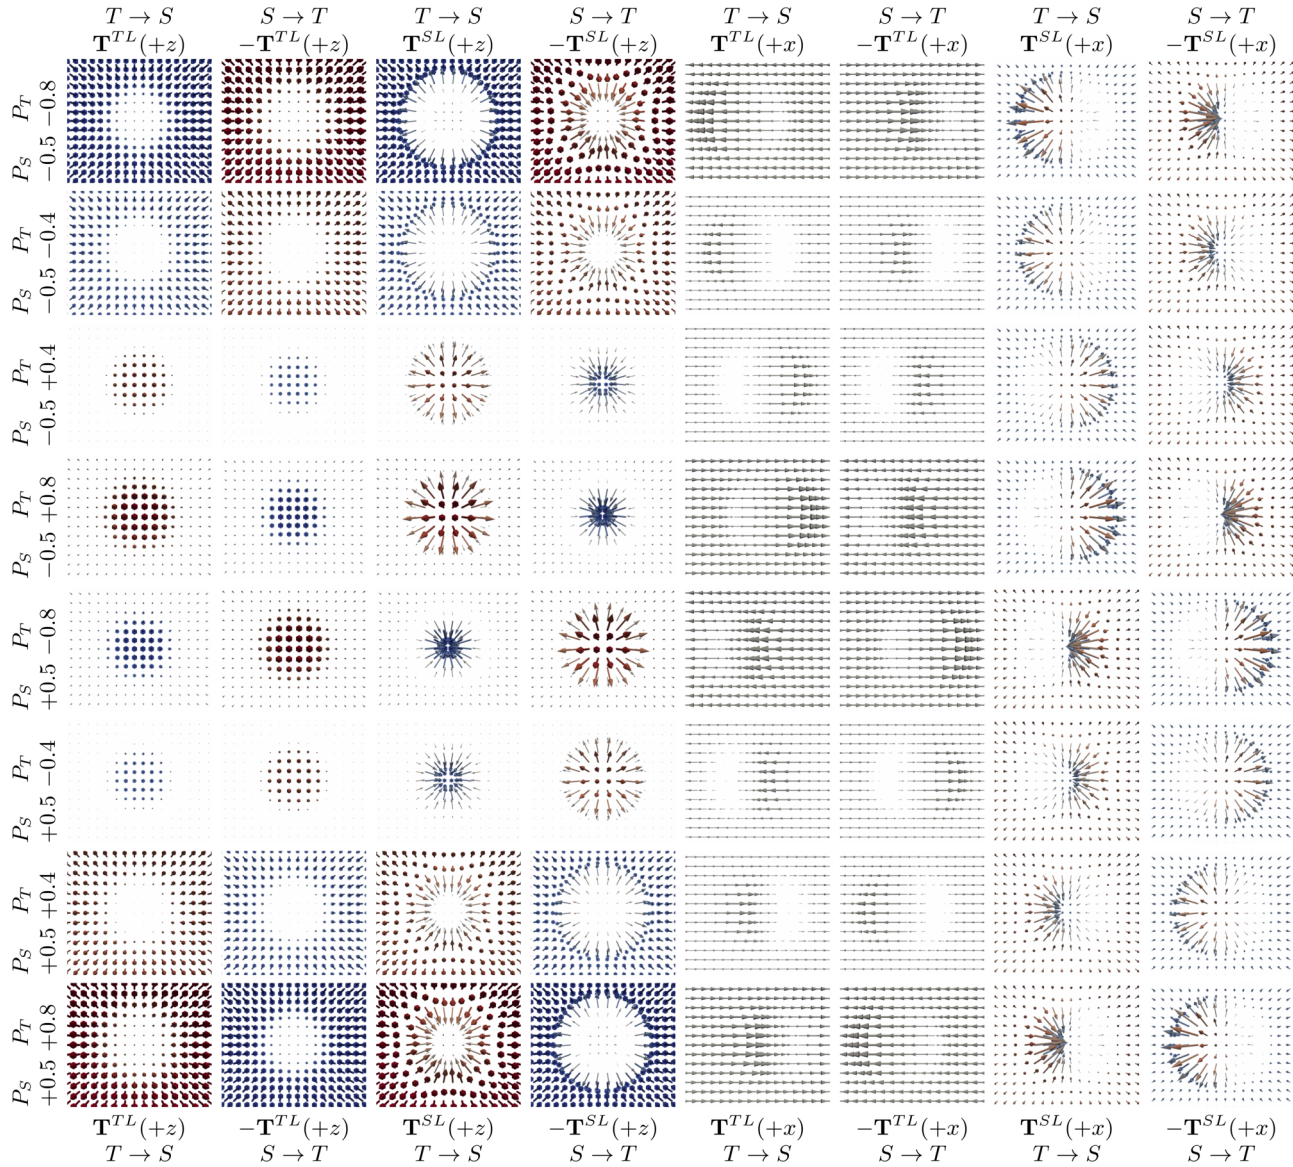 T → S S → T T → S S → T T → S S → T T → S S → T
T^{TL}(+z) −T^{TL}(+z) T^{SL}(+z) −T^{SL}(+z) T^{TL}(+x) −T^{TL}(+x) T^{SL}(+x) −T^{SL}(+x)
P_S P_T
−0.5 −0.8
P_S P_T
−0.5 −0.4
P_S P_T
−0.5 +0.4
P_S P_T
−0.5 +0.8
P_S P_T
+0.5 −0.8
P_S P_T
+0.5 −0.4
P_S P_T
+0.5 +0.4
P_S P_T
+0.5 +0.8
T^{TL}(+z) −T^{TL}(+z) T^{SL}(+z) −T^{SL}(+z) T^{TL}(+x) −T^{TL}(+x) T^{SL}(+x) −T^{SL}(+x)
T → S S → T T → S S → T T → S S → T T → S S → T